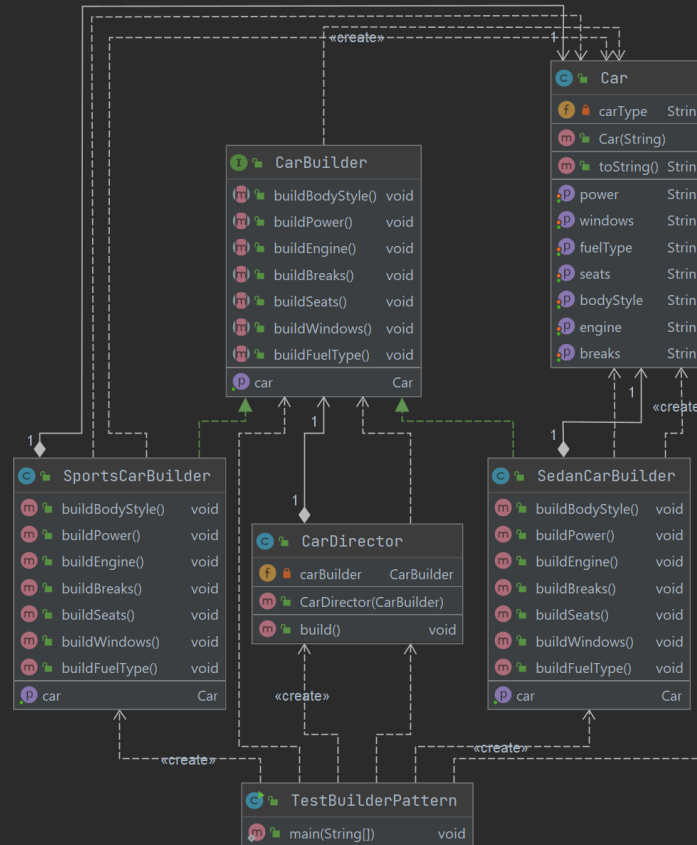 «create»
1
Car
carType Strin
Car(String)
toString() Strin
power Strin
windows Strin
fuelType Strin
seats Strin
bodyStyle Strin
engine Strin
breaks Strin
CarBuilder
buildBodyStyle() void
buildPower() void
buildEngine() void
buildBreaks() void
buildSeats() void
buildWindows() void
buildFuelType() void
car Car
1
1
1
«create
1
SportsCarBuilder
buildBodyStyle() void
buildPower() void
buildEngine() void
buildBreaks() void
buildSeats() void
buildWindows() void
buildFuelType() void
car Car
1
CarDirector
carBuilder CarBuilder
CarDirector(CarBuilder)
build() void
SedanCarBuilder
buildBodyStyle() void
buildPower() void
buildEngine() void
buildBreaks() void
buildSeats() void
buildWindows() void
buildFuelType() void
car Car
«create»
«create»
«create»
TestBuilderPattern
main(String[]) void